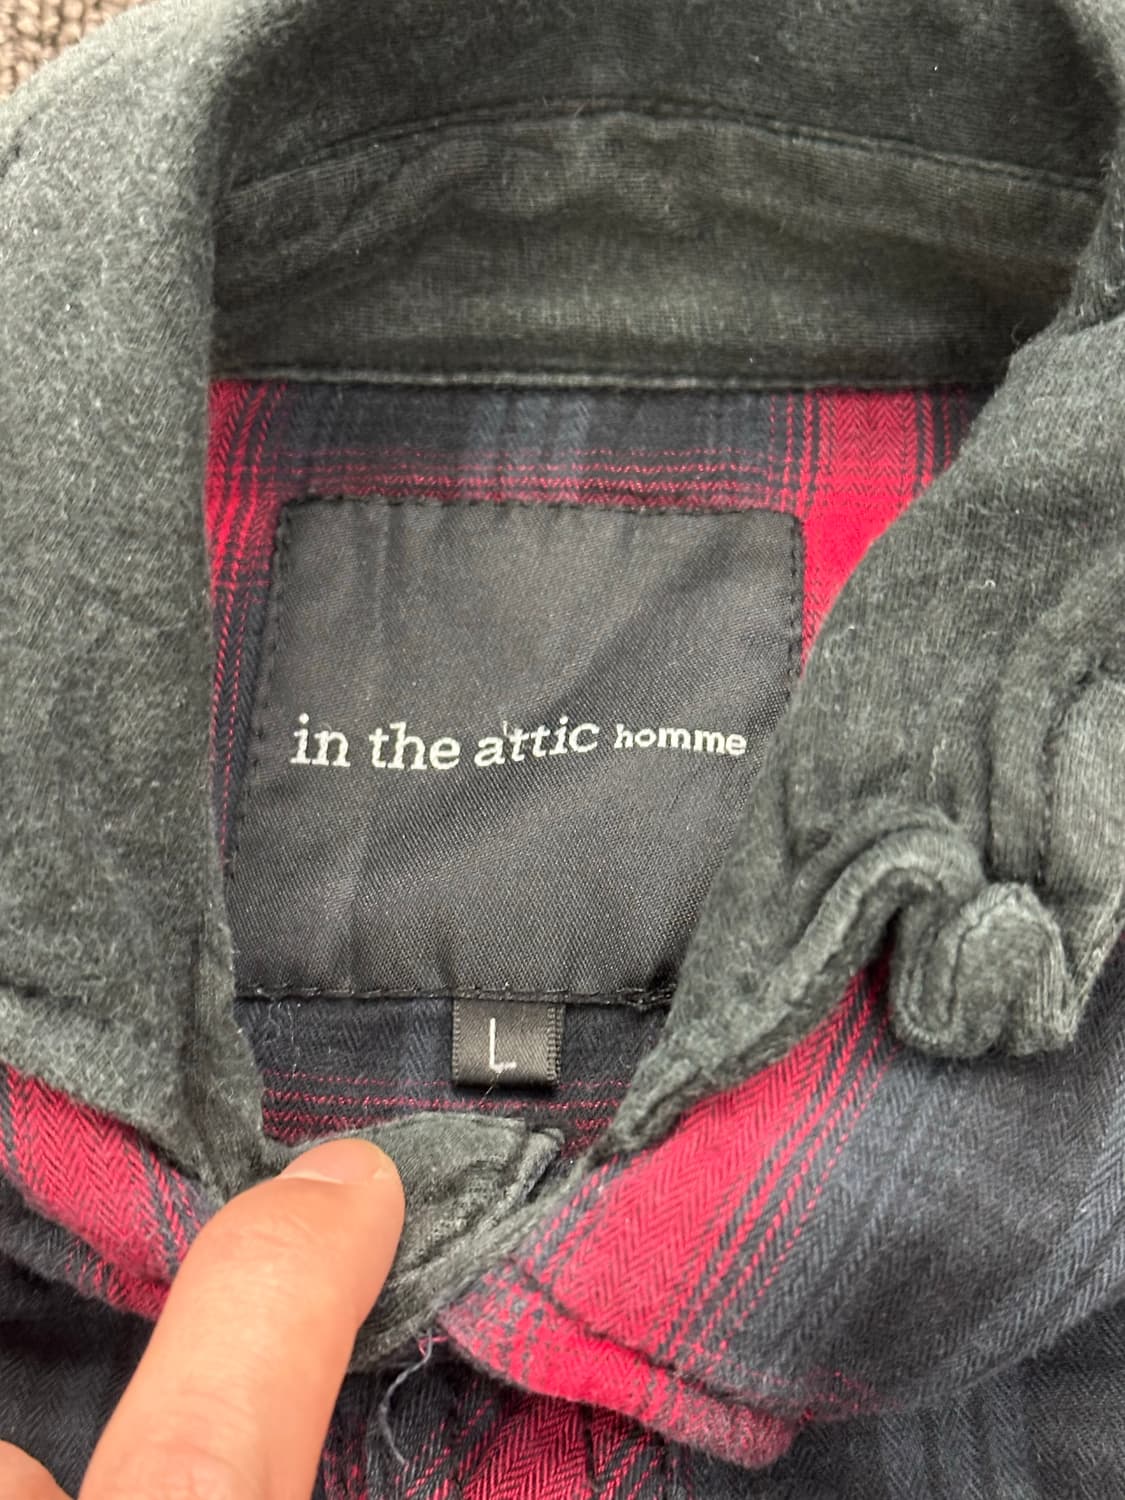 in the attic homme
L